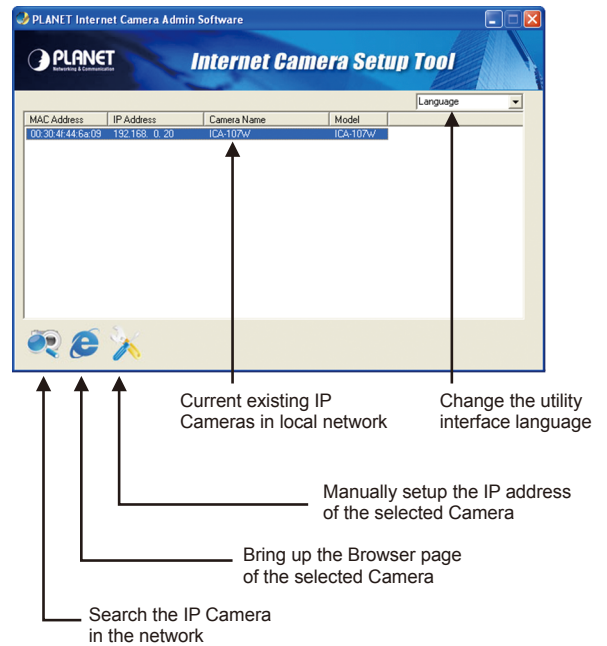 PLANET Internet Camera Admin Software
PLANET
Networking & Communication
Internet Camera Setup Tool
Language
MAC Address IP Address Camera Name Model
00:30:4f:44:6a:09 192.168. 0. 20 ICA-107W ICA-107W
Current existing IP
Cameras in local network
Change the utility
interface language
Manually setup the IP address
of the selected Camera
Bring up the Browser page
of the selected Camera
Search the IP Camera
in the network